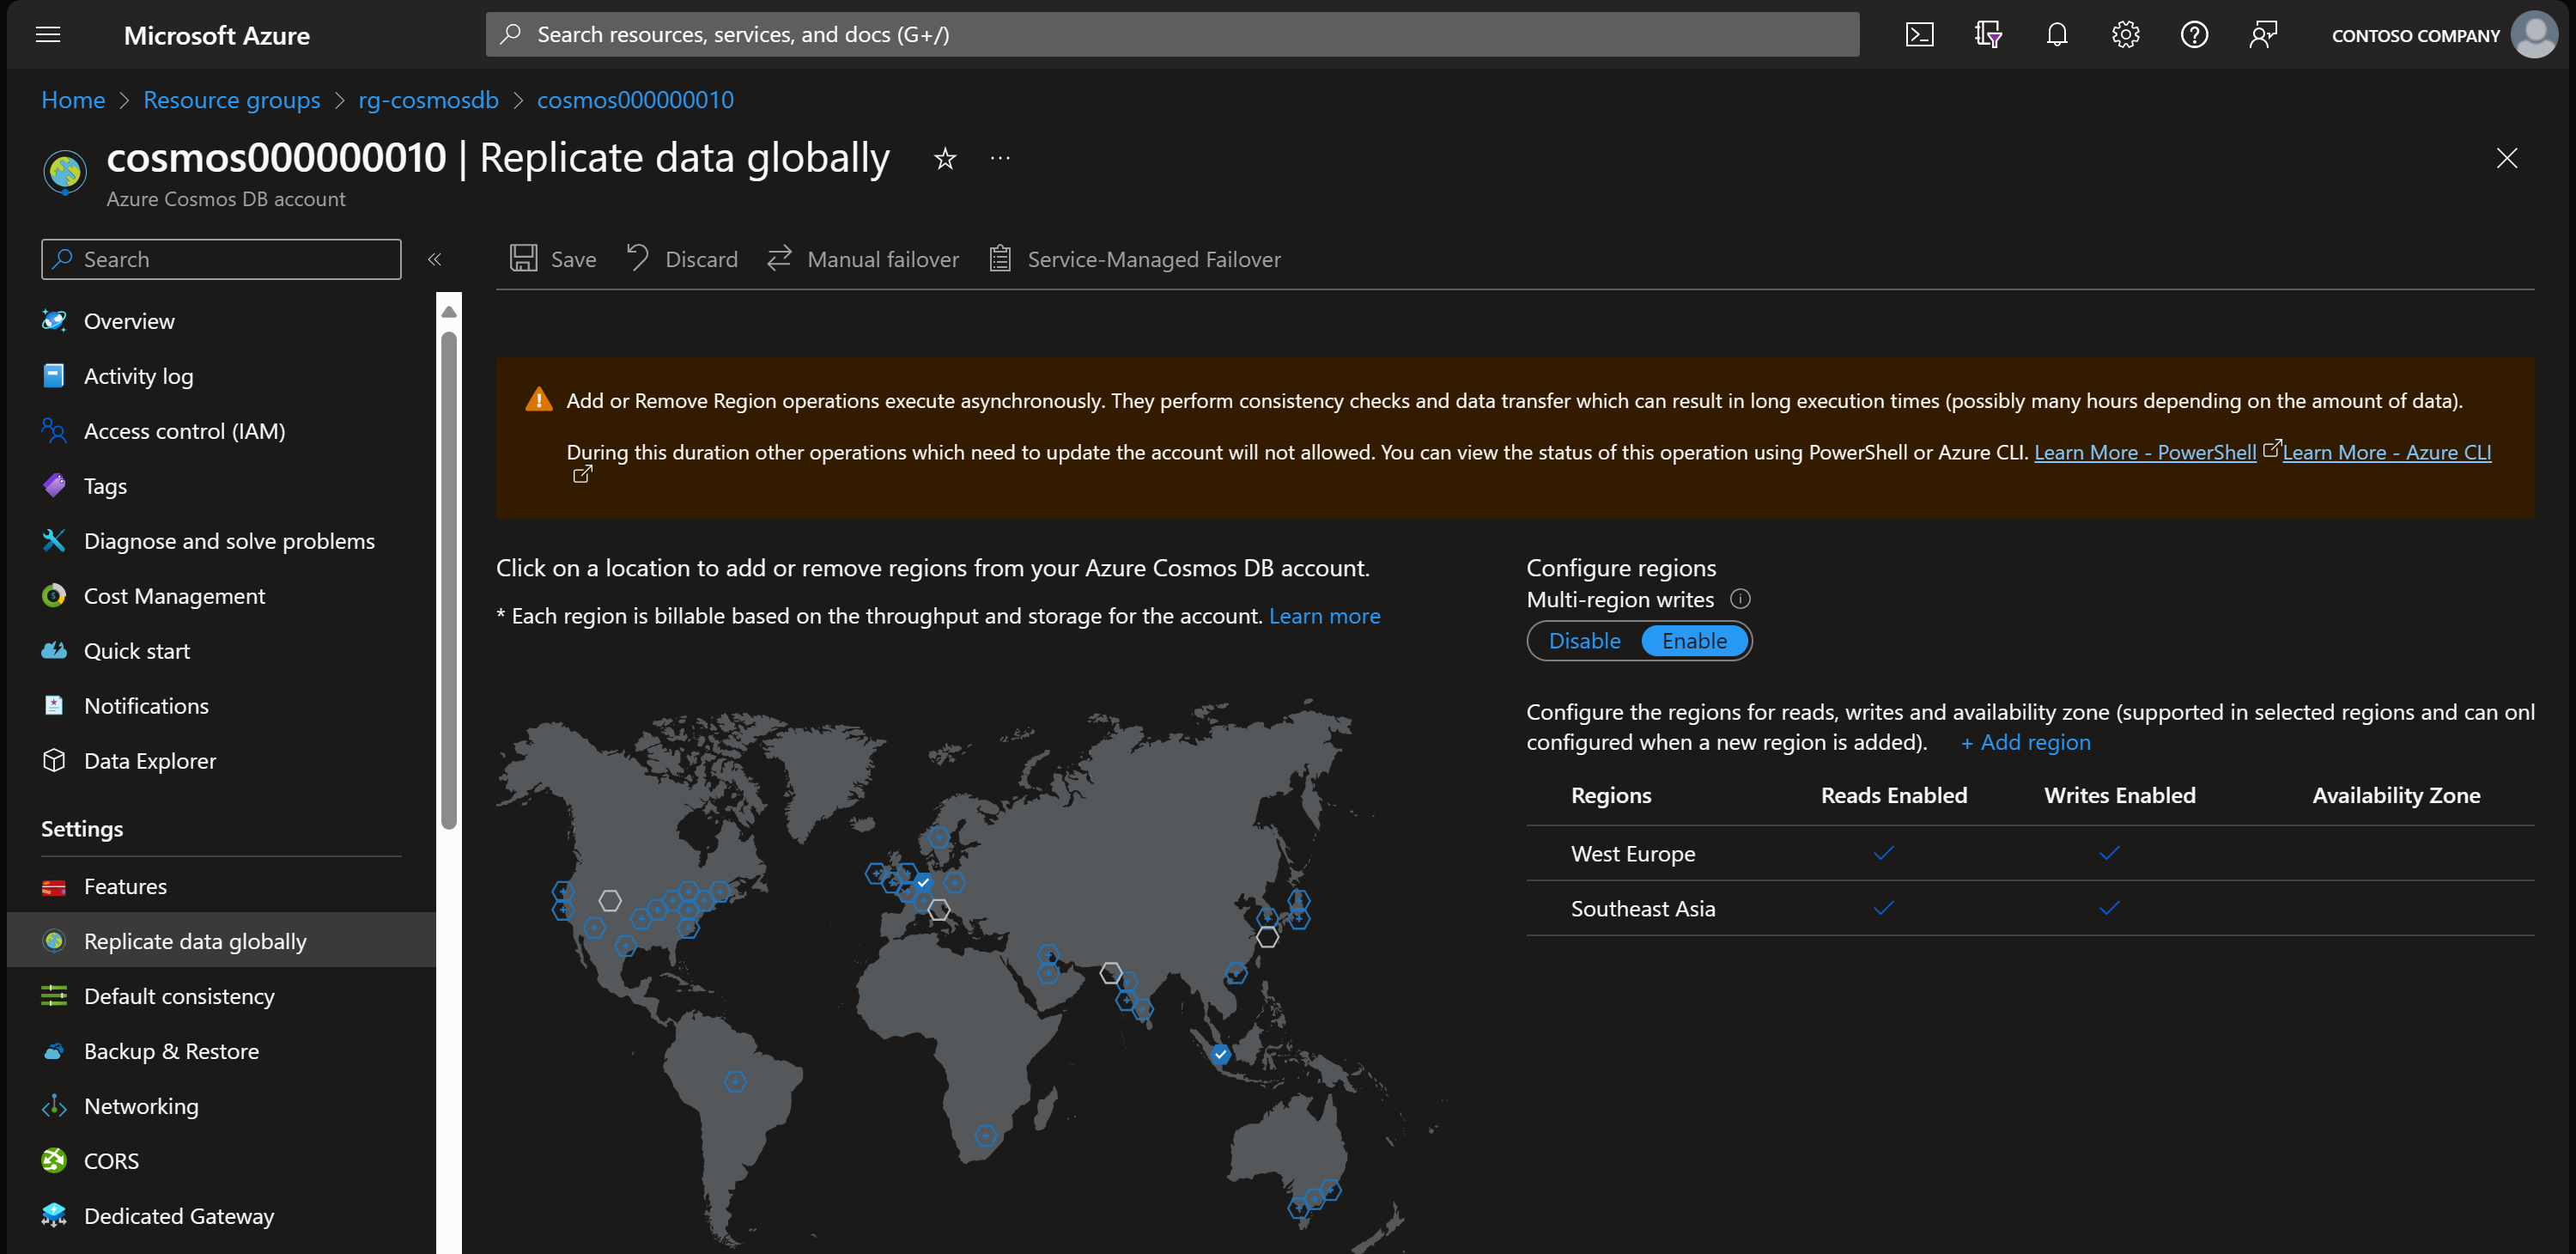 Microsoft Azure
Search resources, services, and docs (G+/)
CONTOSO COMPANY
Home > Resource groups > rg-cosmosdb > cosmos000000010
cosmos000000010 | Replicate data globally
Azure Cosmos DB account
Search
Save
Discard
Manual failover
Service-Managed Failover
Overview
Activity log
Access control (IAM)
Tags
Diagnose and solve problems
Cost Management
Quick start
Notifications
Data Explorer
Settings
Features
Replicate data globally
Default consistency
Backup & Restore
Networking
CORS
Dedicated Gateway
Add or Remove Region operations execute asynchronously. They perform consistency checks and data transfer which can result in long execution times (possibly many hours depending on the amount of data).
During this duration other operations which need to update the account will not allowed. You can view the status of this operation using PowerShell or Azure CLI. Learn More - PowerShell Learn More - Azure CLI
Click on a location to add or remove regions from your Azure Cosmos DB account.
* Each region is billable based on the throughput and storage for the account. Learn more
Configure regions
Multi-region writes
Disable Enable
Configure the regions for reads, writes and availability zone (supported in selected regions and can onl
configured when a new region is added). + Add region
Regions Reads Enabled Writes Enabled Availability Zone
West Europe
Southeast Asia